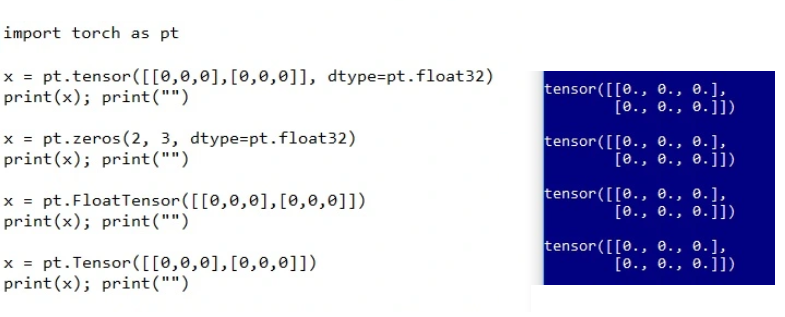 import torch as pt
x = pt.tensor([[0,0,0],[0,0,0]], dtype=pt.float32)
print(x); print("")
x = pt.zeros(2, 3, dtype=pt.float32)
print(x); print("")
x = pt.FloatTensor([[0,0,0],[0,0,0]])
print(x); print("")
x = pt.Tensor([[0,0,0],[0,0,0]])
print(x); print("")
tensor([[0., 0., 0.],
[0., 0., 0.]])
tensor([[0., 0., 0.],
[0., 0., 0.]])
tensor([[0., 0., 0.],
[0., 0., 0.]])
tensor([[0., 0., 0.],
[0., 0., 0.]])